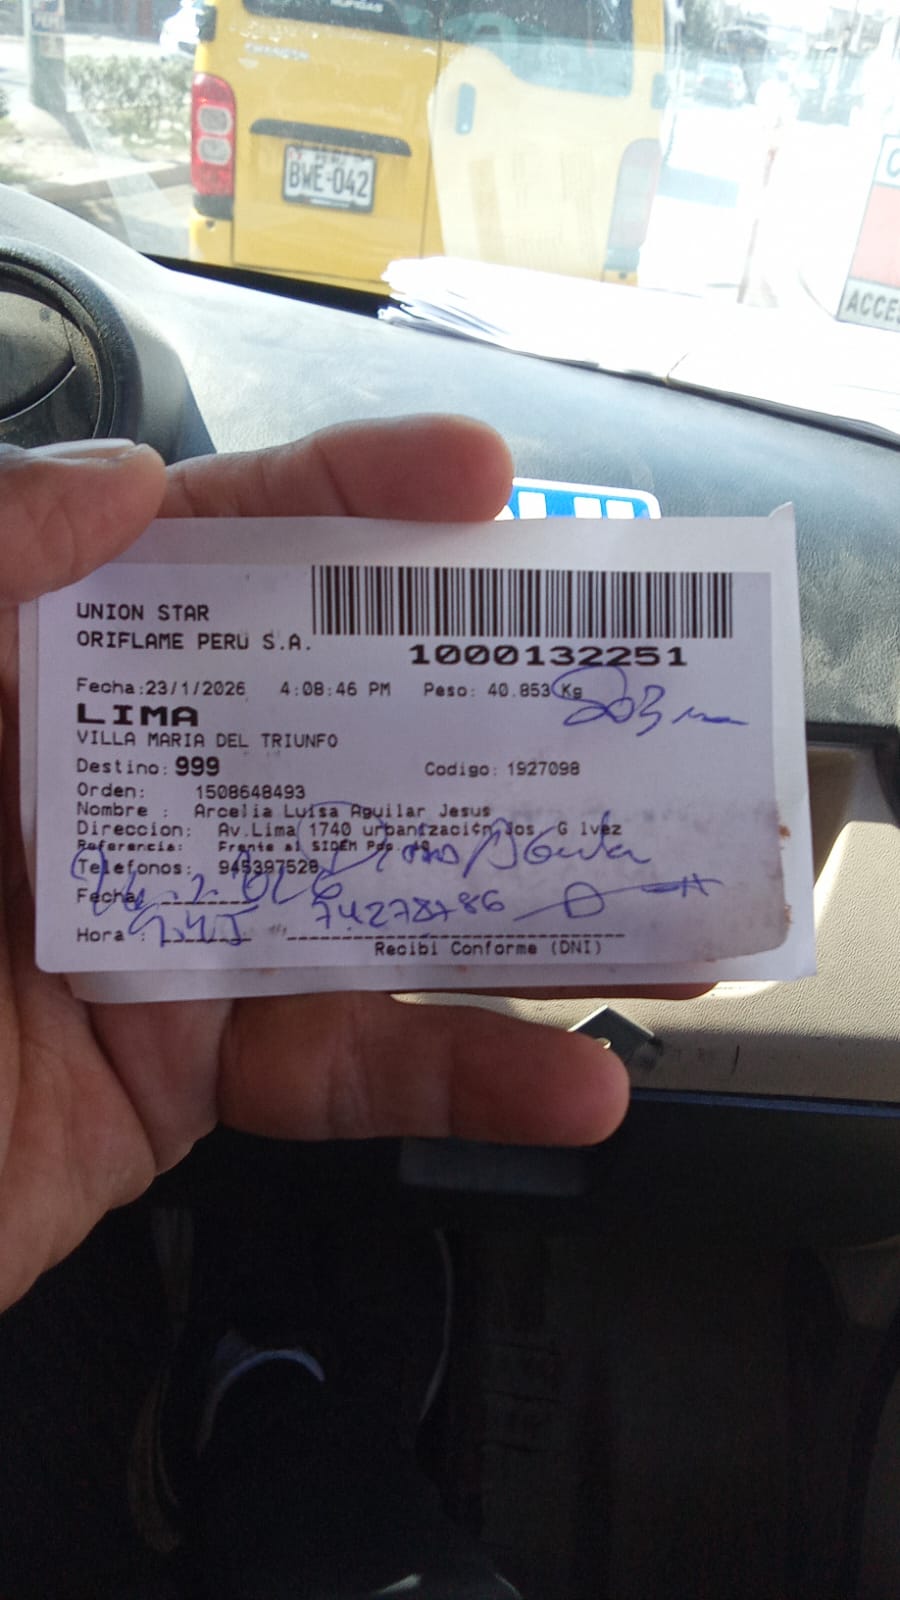 BWE-042
ACCES
UNION STAR
ORIFLAME PERU S.A.
1000132251
Fecha:23/1/2026 4:08:46 PM Peso: 40.853 Kg
LIMA
VILLA MARIA DEL TRIUNFO
Destino: 999 Codigo: 1927098
Orden: 1508648493
Nombre : Arcelia Luisa Aguilar Jesus
Direccion: Av.Lima 1740 urbanizaci¢n Jos G lvez
Referencia: Frente al SIDEM
Telefonos: 945397528
Fecha
74278786
Hora :
Recibi Conforme (DNI)